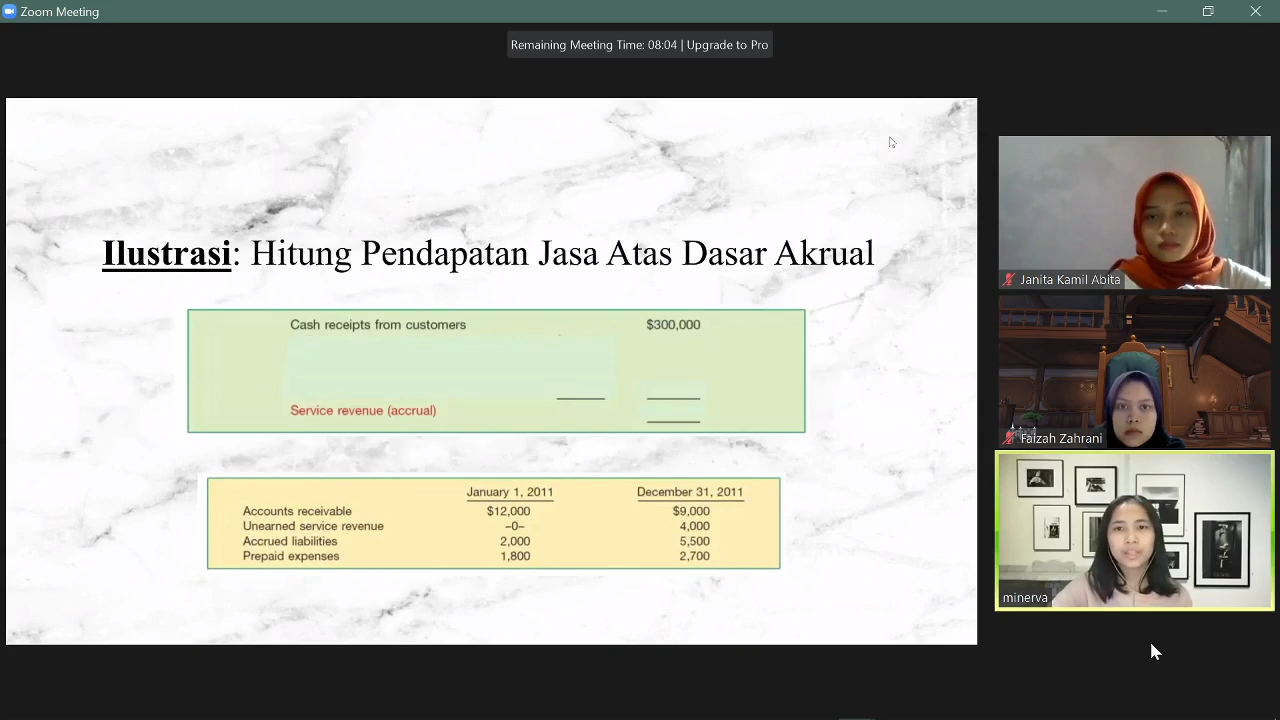 Zoom Meeting
Remaining Meeting Time: 08:04 | Upgrade to Pro
Ilustrasi: Hitung Pendapatan Jasa Atas Dasar Akrual
Cash receipts from customers $300,000
Service revenue (accrual)
January 1, 2011 December 31, 2011
Accounts receivable $12,000 $9,000
Unearned service revenue –0– 4,000
Accrued liabilities 2,000 5,500
Prepaid expenses 1,800 2,700
Janita Kamil Abita
Faizah Zahrani
minerva